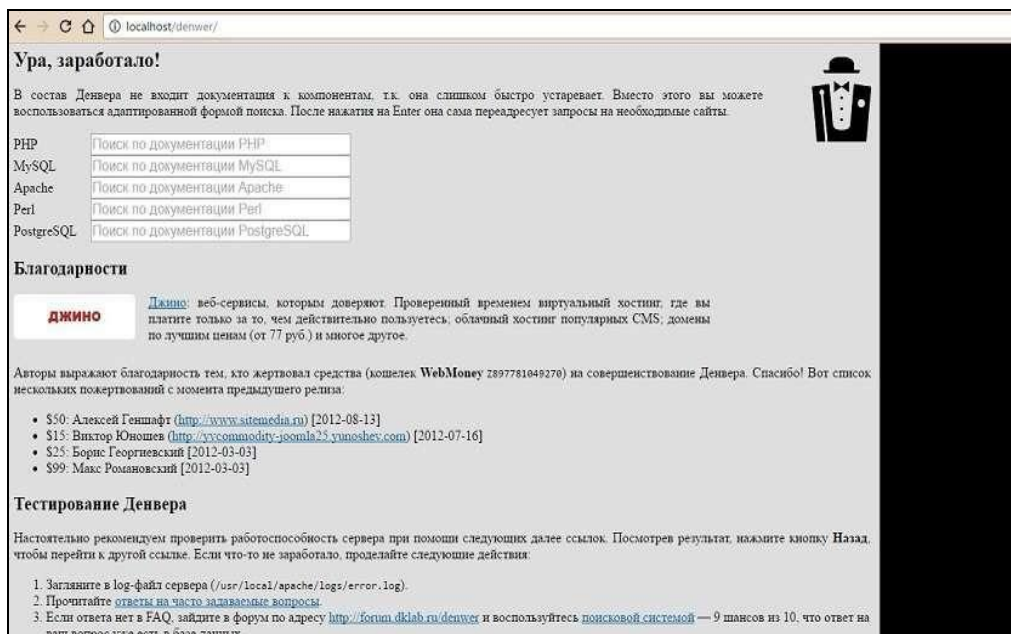 localhost/denwer/
Ура, заработало!
В состав Денвера не входит документация к компонентам, т.к. она слишком быстро устаревает. Вместо этого вы можете
воспользоваться адаптированной формой поиска. После нажатия на Enter она сама переадресует запросы на необходимые сайты.
PHP Поиск по документации PHP
MySQL Поиск по документации MySQL
Apache Поиск по документации Apache
Perl Поиск по документации Perl
PostgreSQL Поиск по документации PostgreSQL
Благодарности
джино
Джино: веб-сервисы, которым доверяют. Проверенный временем виртуальный хостинг, где вы
платите только за то, чем действительно пользуетесь; облачный хостинг популярных CMS; домены
по лучшим ценам (от 77 руб.) и многое другое.
Авторы выражают благодарность тем, кто жертвовал средства (кошелек WebMoney Z897781049270) на совершенствование Денвера. Спасибо! Вот список
нескольких пожертвований с момента предыдущего релиза:
• $50: Алексей Геншафт (http://www.sitemedia.ru) [2012-08-13]
• $15: Виктор Юношев (http://yycommodity-joomla25.yunoshev.com) [2012-07-16]
• $25: Борис Георгиевский [2012-03-03]
• $99: Макс Романовский [2012-03-03]
Тестирование Денвера
Настоятельно рекомендуем проверить работоспособность сервера при помощи следующих далее ссылок. Посмотрев результат, нажмите кнопку Назад,
чтобы перейти к другой ссылке. Если что-то не заработало, проделайте следующие действия:
1. Загляните в log-файл сервера (/usr/local/apache/logs/error.log).
2. Прочитайте ответы на часто задаваемые вопросы.
3. Если ответа нет в FAQ, зайдите в форум по адресу http://forum.dklab.ru/denwer и воспользуйтесь поисковой системой — 9 шансов из 10, что ответ на
ваш вопрос уже есть в базе данных.